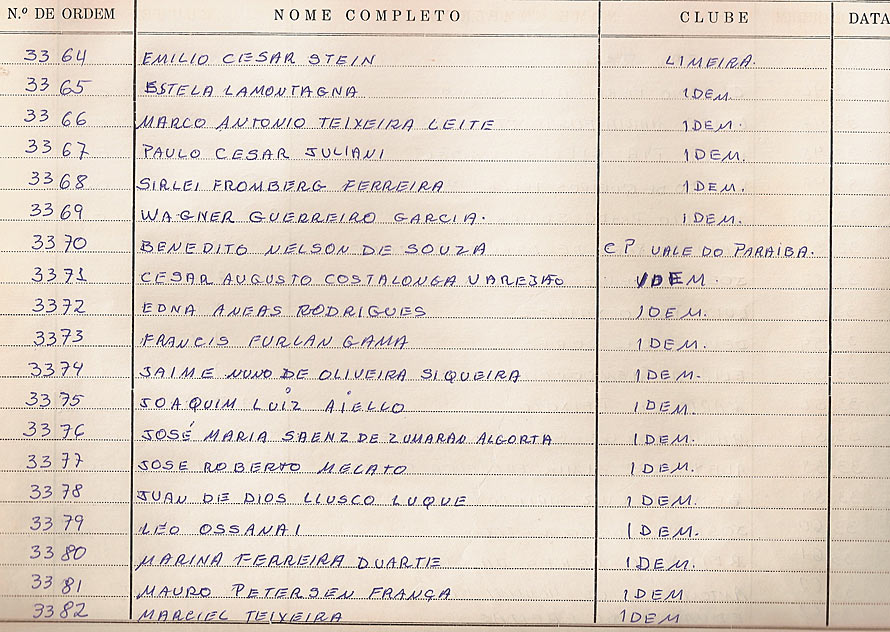 N.º DE ORDEM NOME COMPLETO CLUBE DATA
3364 EMILIO CESAR STEIN LIMEIRA.
3365 ESTELA LAMONTAGNA IDEM.
3366 MARCO ANTONIO TEIXEIRA LEITE IDEM.
3367 PAULO CESAR JULIANI IDEM.
3368 SIRLEI FROMBERG FERREIRA IDEM.
3369 WAGNER GUERREIRO GARCIA. IDEM.
3370 BENEDITO NELSON DE SOUZA CP VALE DO PARAIBA.
3371 CESAR AUGUSTO COSTALONGA VAREJÃO IDEM.
3372 EDNA ANEAS RODRIGUES IDEM.
3373 FRANCIS FURLAN GAMA IDEM.
3374 JAIME NUNO DE OLIVEIRA SIQUEIRA IDEM.
3375 JOAQUIM LUIZ AIELLO IDEM.
3376 JOSÉ MARIA SAENZ DE ZUMARAN ALGORTA IDEM.
3377 JOSE ROBERTO MELATO IDEM.
3378 JUAN DE DIOS LLUSCO LUQUE IDEM.
3379 LEO OSSANAI IDEM.
3380 MARINA FERREIRA DUARTE IDEM.
3381 MAURO PETERSEN FRANÇA IDEM
3382 MARCIEL TEIXEIRA IDEM